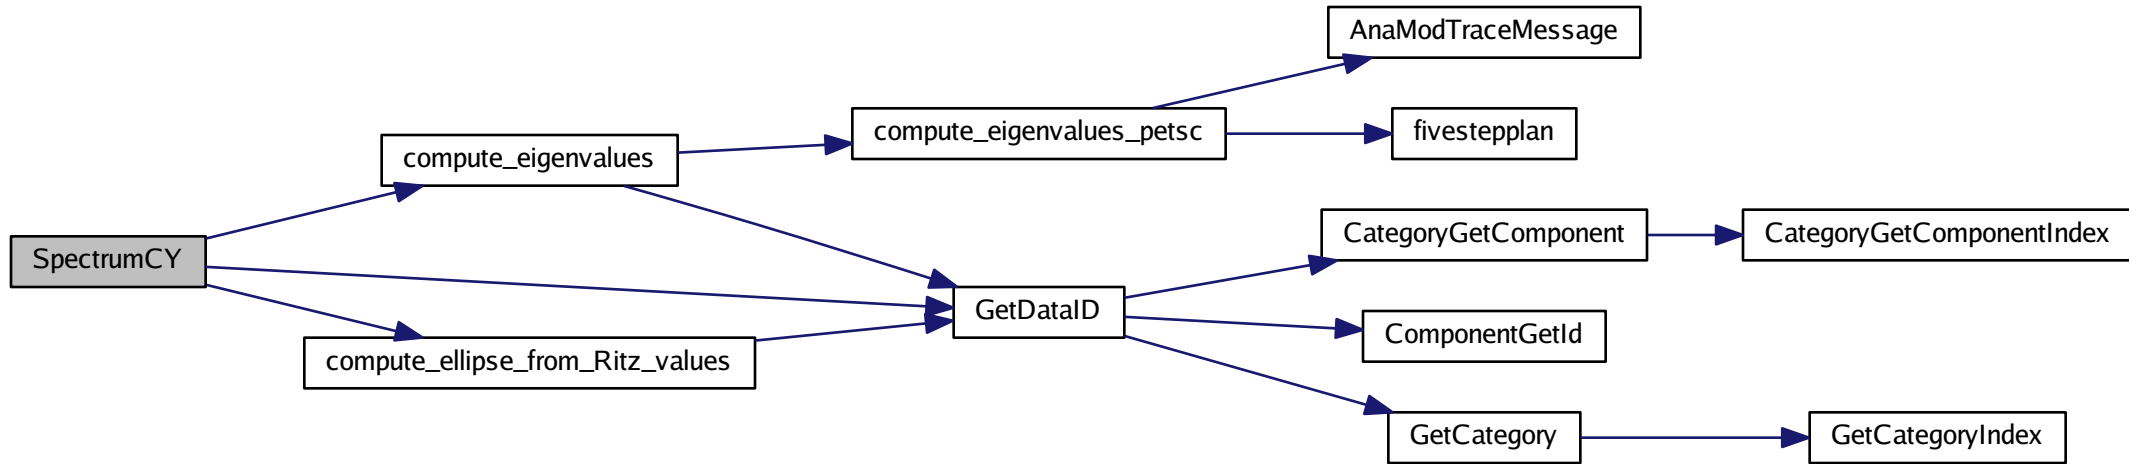 AnaModTraceMessage
compute_eigenvalues_petsc
fivestepplan
compute_eigenvalues
CategoryGetComponent
CategoryGetComponentIndex
SpectrumCY
GetDataID
ComponentGetId
compute_ellipse_from_Ritz_values
GetCategory
GetCategoryIndex